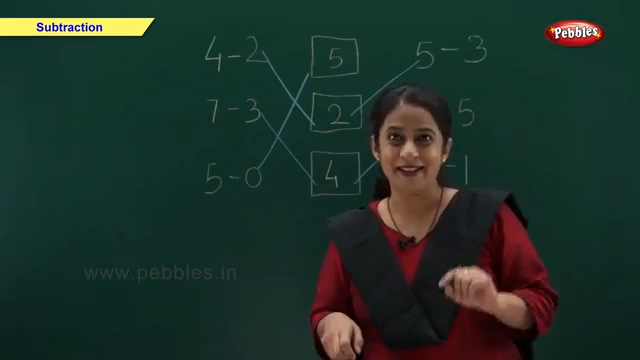 Subtraction
Pebbles
4-2 5 5-3
7-3 2 5
5-0 4 -1
www.pebbles.in